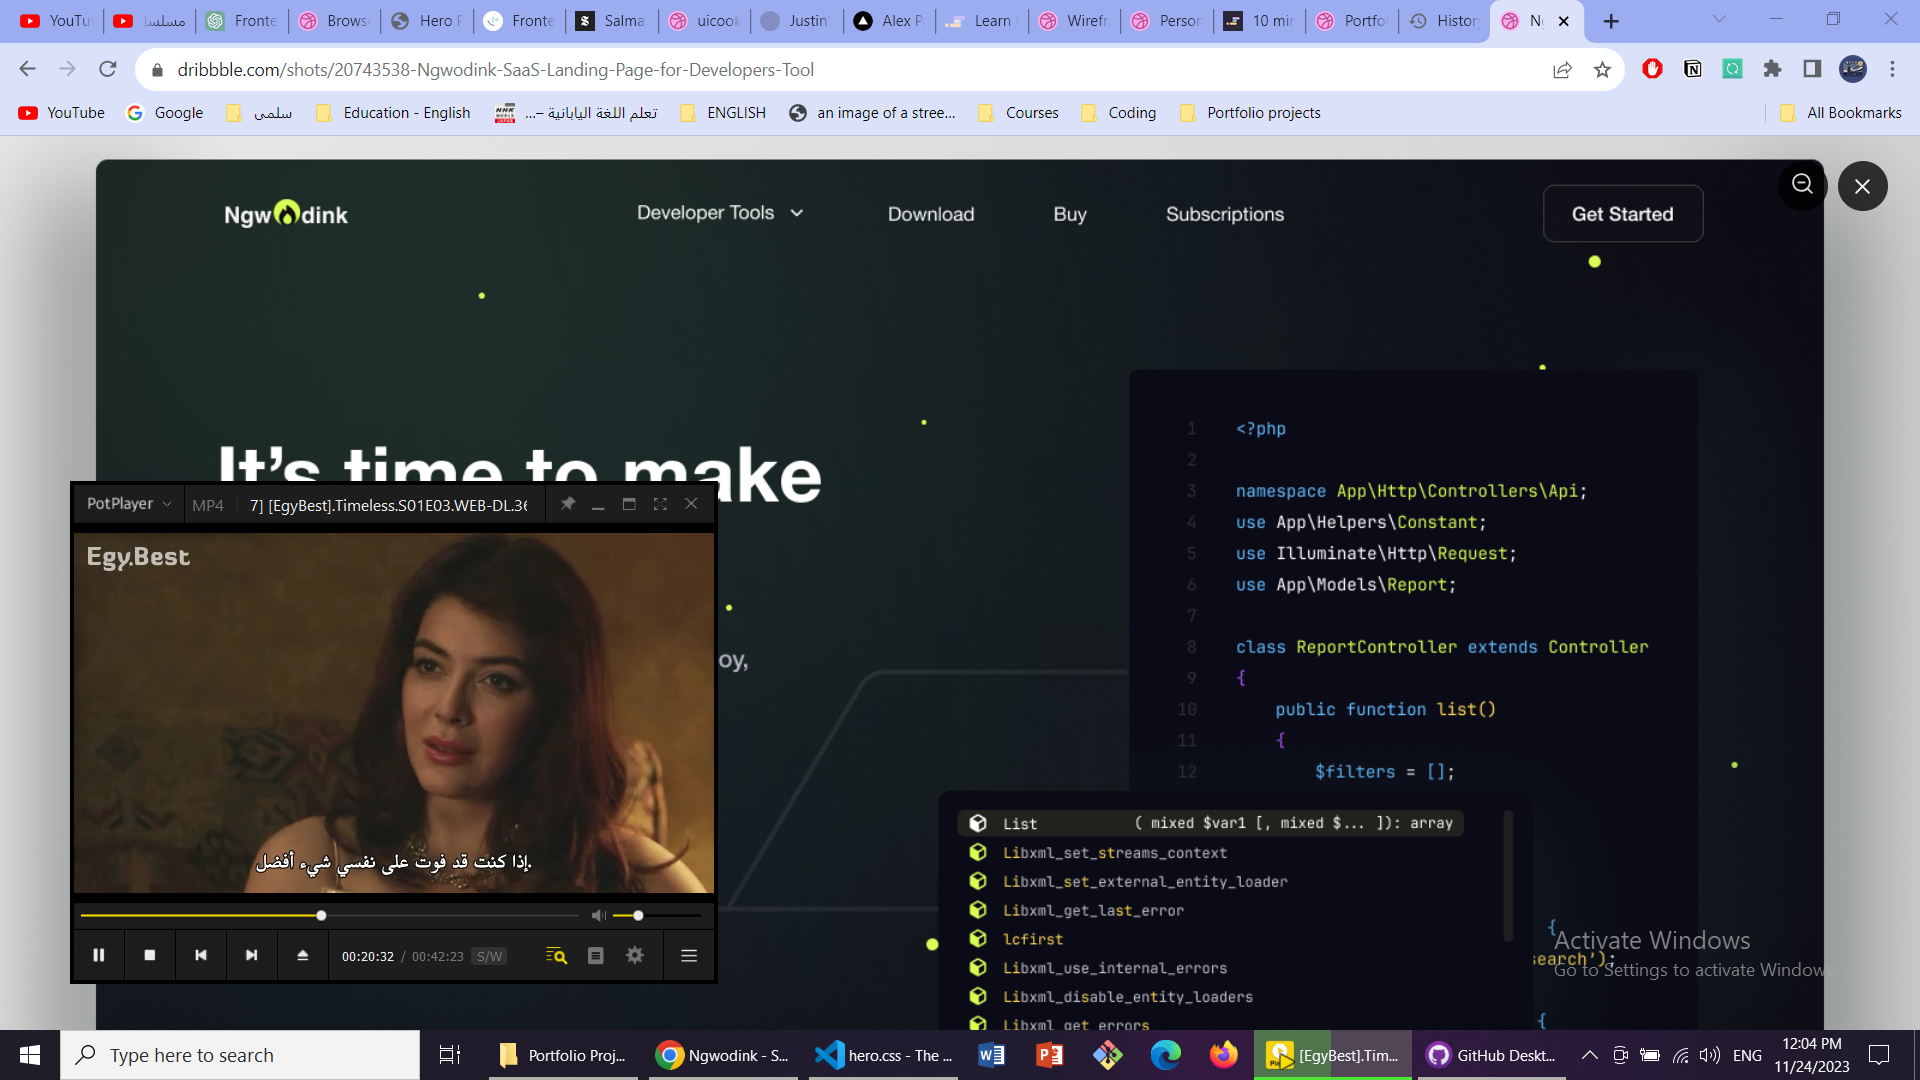 YouTu
مسلسا
Fronte
Brows
Hero F
Fronte
Salma
uicook
Justin'
Alex P
Learn
Wirefr
Person
10 min
Portfo
Histor
dribbble.com/shots/20743538-Ngwodink-SaaS-Landing-Page-for-Developers-Tool
YouTube
Google
سلمى
Education - English
تعلم اللغة اليابانية –...
ENGLISH
an image of a stree...
Courses
Coding
Portfolio projects
All Bookmarks
Ngw dink
Developer Tools
Download
Buy
Subscriptions
Get Started
It's time to make
oy,
PotPlayer
MP4
7] [EgyBest].Timeless.S01E03.WEB-DL.36
Egy.Best
إذا كنت قد فوت على نفسي شيء أفضل.
00:20:32 / 00:42:23 S/W
1 <?php
2
3 namespace App\Http\Controllers\Api;
4 use App\Helpers\Constant;
5 use Illuminate\Http\Request;
6 use App\Models\Report;
7
8 class ReportController extends Controller
9 {
10 public function list()
11 {
12 $filters = [];
List ( mixed $var1 [, mixed $... ]): array
Libxml_set_streams_context
Libxml_set_external_entity_loader
Libxml_get_last_error
lcfirst
Libxml_use_internal_errors
Libxml_disable_entity_loaders
Libxml_get_errors
{
earch');
{
Activate Windows
Go to Settings to activate Windows
Type here to search
Portfolio Proj...
Ngwodink - S...
hero.css - The ...
[EgyBest].Tim...
GitHub Deskt...
ENG
12:04 PM
11/24/2023